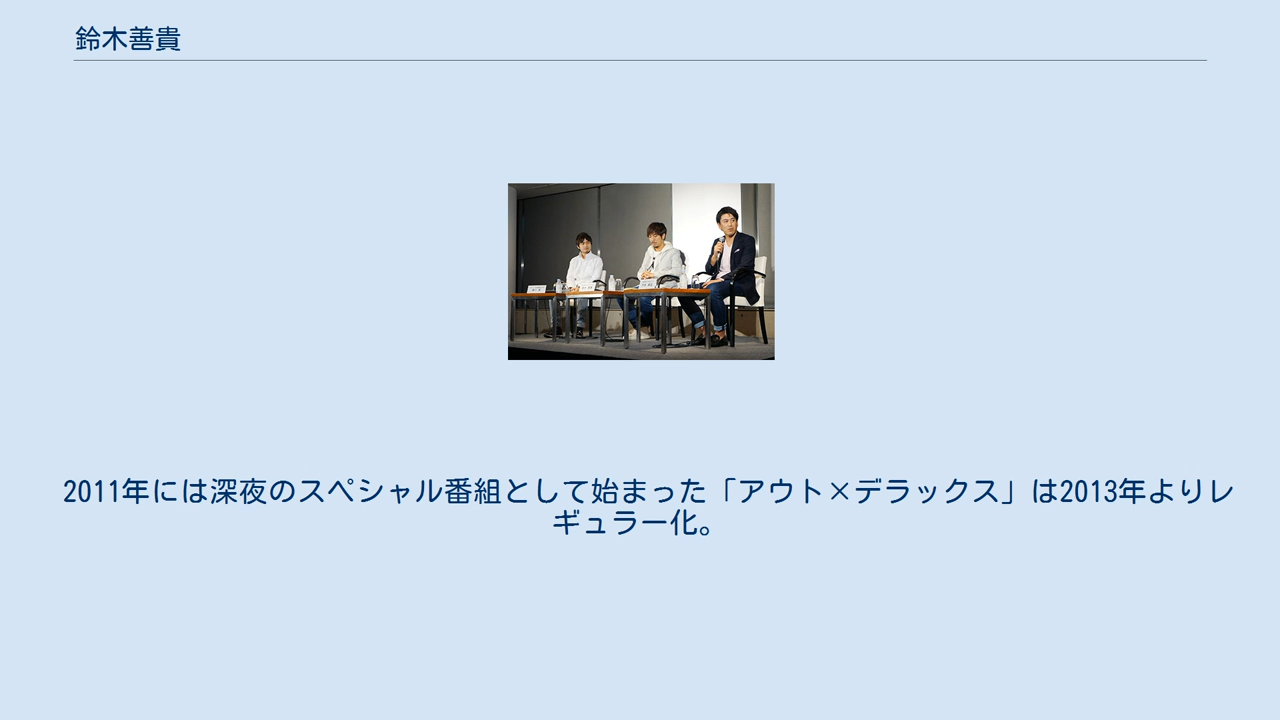 鈴木善貴
2011年には深夜のスペシャル番組として始まった「アウト×デラックス」は2013年よりレ
ギュラー化。